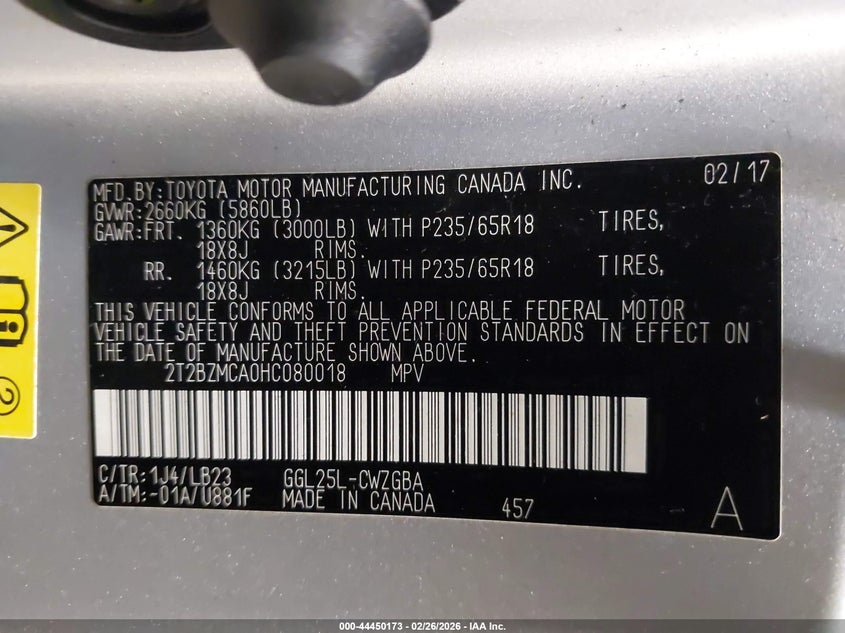 MFD.BY:TOYOTA MOTOR MANUFACTURING CANADA INC. 02/17
GVWR:2660KG (5860LB)
GAWR:FRT. 1360KG (3000LB) WITH P235/65R18 TIRES,
18X8J RIMS.
RR. 1460KG (3215LB) WITH P235/65R18 TIRES,
18X8J RIMS.
THIS VEHICLE CONFORMS TO ALL APPLICABLE FEDERAL MOTOR
VEHICLE SAFETY AND THEFT PREVENTION STANDARDS IN EFFECT ON
THE DATE OF MANUFACTURE SHOWN ABOVE.
2T2BZMCA0HC080018 MPV
C/TR:1J4/LB23 GGL25L-CWZGBA
A/TM:-01A/U881F MADE IN CANADA 457 A
2
000-44450173 - 02/26/2026 - IAA Inc.